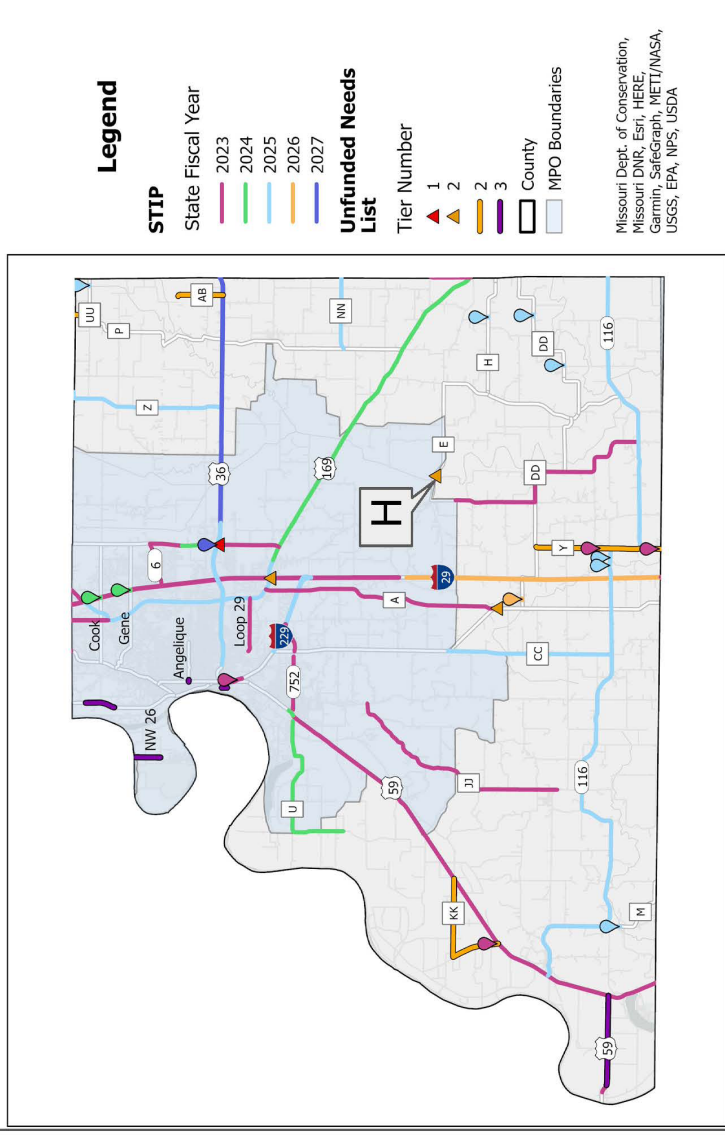 Legend
STIP
State Fiscal Year
2023
2024
2025
2026
2027
Unfunded Needs
List
Tier Number
1
2
2
3
County
MPO Boundaries
Missouri Dept. of Conservation,
Missouri DNR, Esri, HERE,
Garmin, SafeGraph, METI/NASA,
USGS, EPA, NPS, USDA
UU
P
AB
Z
NN
36
169
H
DD
116
E
DD
H
6
Y
29
Cook
Gene
Angelique
Loop 29
229
A
CC
752
NW 26
U
59
JJ
116
KK
M
59